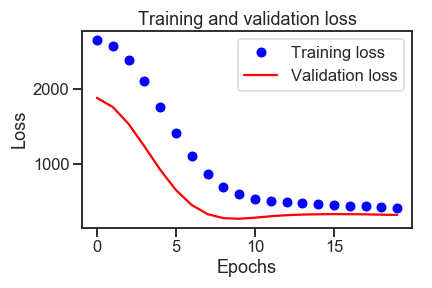 Training and validation loss
Training loss
Validation loss
2000
1000
Loss
0 5 10 15
Epochs